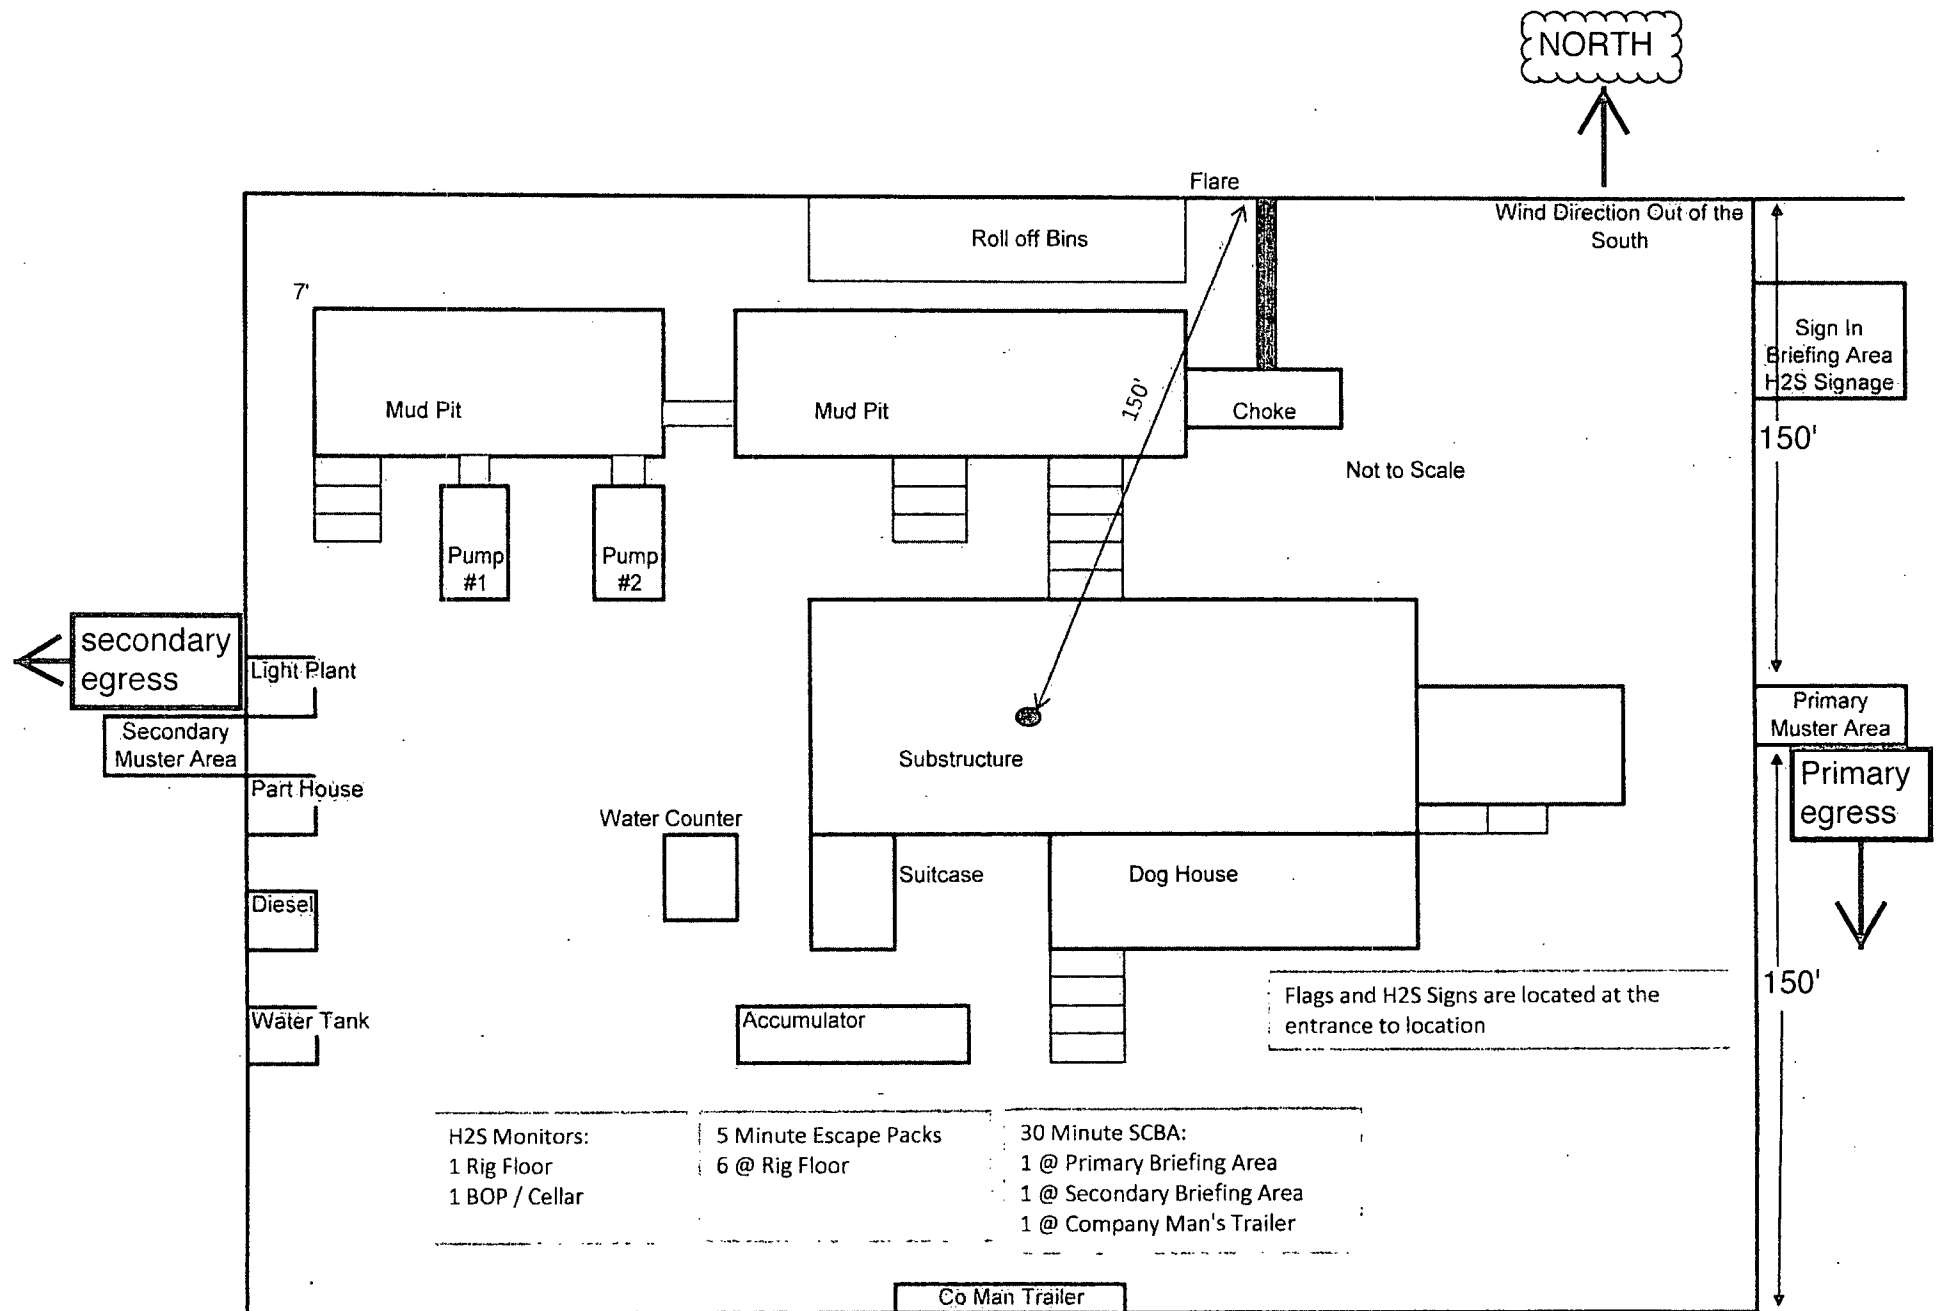 NORTH
Flare
Wind Direction Out of the
South
Roll off Bins
7'
Sign In
Briefing Area
H2S Signage
Mud Pit
Mud Pit
150'
Choke
150'
Not to Scale
Pump
#1
Pump
#2
secondary
egress
Light Plant
Secondary
Muster Area
Primary
Muster Area
Substructure
Part House
Primary
egress
Water Counter
Suitcase
Dog House
Diesel
150'
Flags and H2S Signs are located at the
entrance to location
Water Tank
Accumulator
H2S Monitors:
1 Rig Floor
1 BOP / Cellar
5 Minute Escape Packs
6 @ Rig Floor
30 Minute SCBA:
1 @ Primary Briefing Area
1 @ Secondary Briefing Area
1 @ Company Man's Trailer
Co Man Trailer